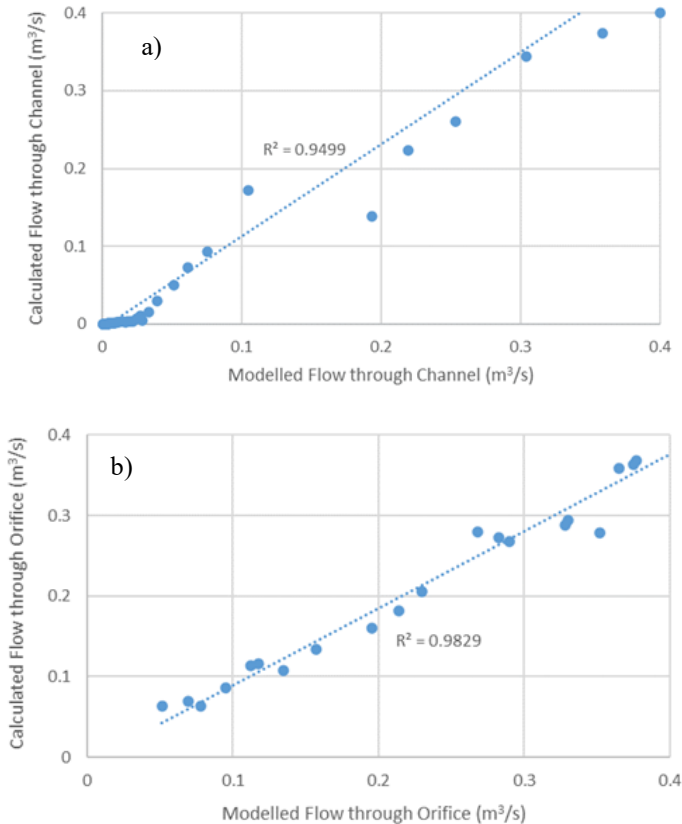 a)
Calculated Flow through Channel (m³/s)
0.4
0.3
0.2
0.1
0
R² = 0.9499
0
0.1
0.2
0.3
0.4
Modelled Flow through Channel (m³/s)
b)
Calculated Flow through Orifice (m³/s)
0.4
0.3
0.2
0.1
0
R² = 0.9829
0
0.1
0.2
0.3
0.4
Modelled Flow through Orifice (m³/s)